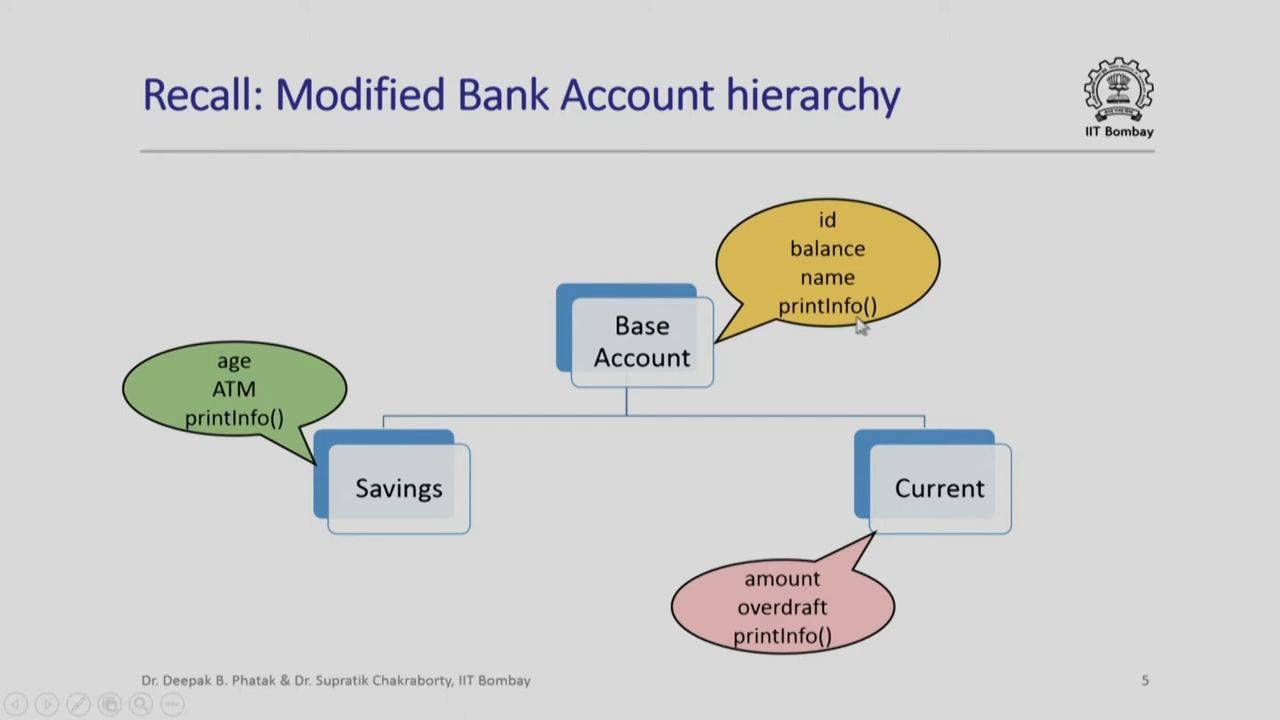 Recall: Modified Bank Account hierarchy
IIT Bombay
id
balance
name
printInfo()
Base
Account
age
ATM
printInfo()
Savings
Current
amount
overdraft
printInfo()
Dr. Deepak B. Phatak & Dr. Supratik Chakraborty, IIT Bombay
5